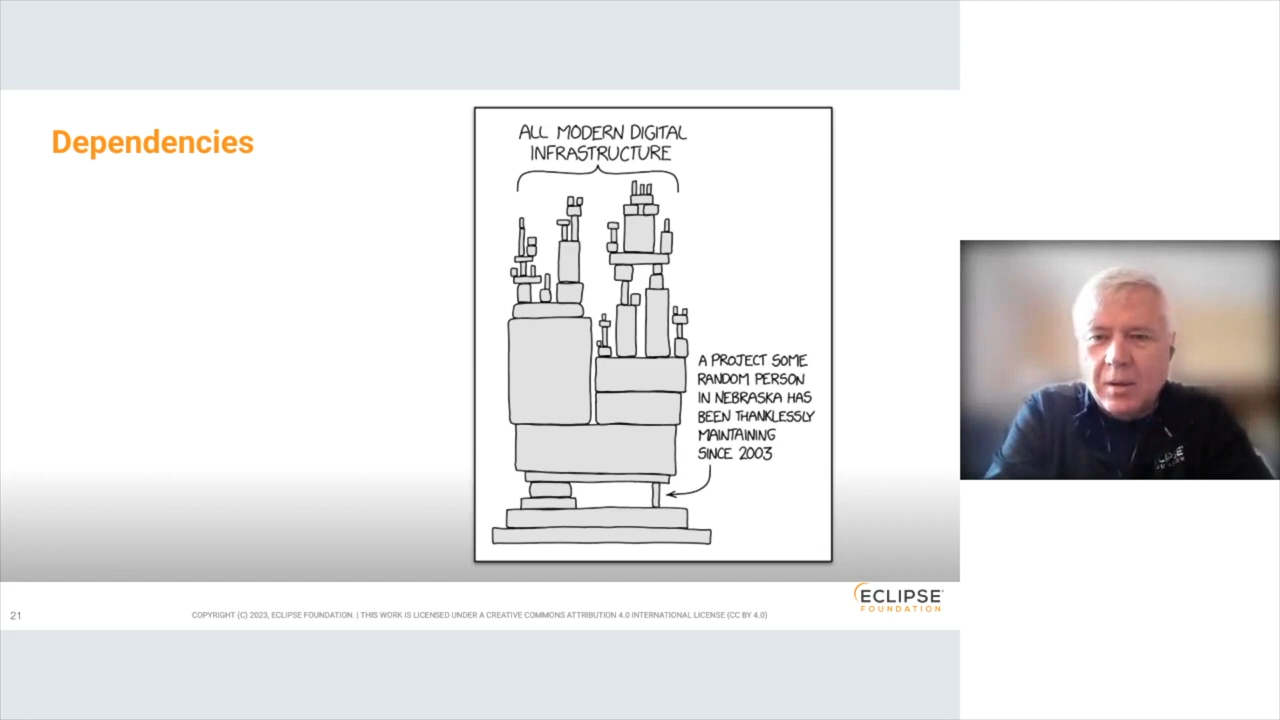 Dependencies
ALL MODERN DIGITAL
INFRASTRUCTURE
A PROJECT SOME
RANDOM PERSON
IN NEBRASKA HAS
BEEN THANKLESSLY
MAINTAINING
SINCE 2003
21
COPYRIGHT (C) 2023, ECLIPSE FOUNDATION. | THIS WORK IS LICENSED UNDER A CREATIVE COMMONS ATTRIBUTION 4.0 INTERNATIONAL LICENSE (CC BY 4.0)
ECLIPSE
FOUNDATION